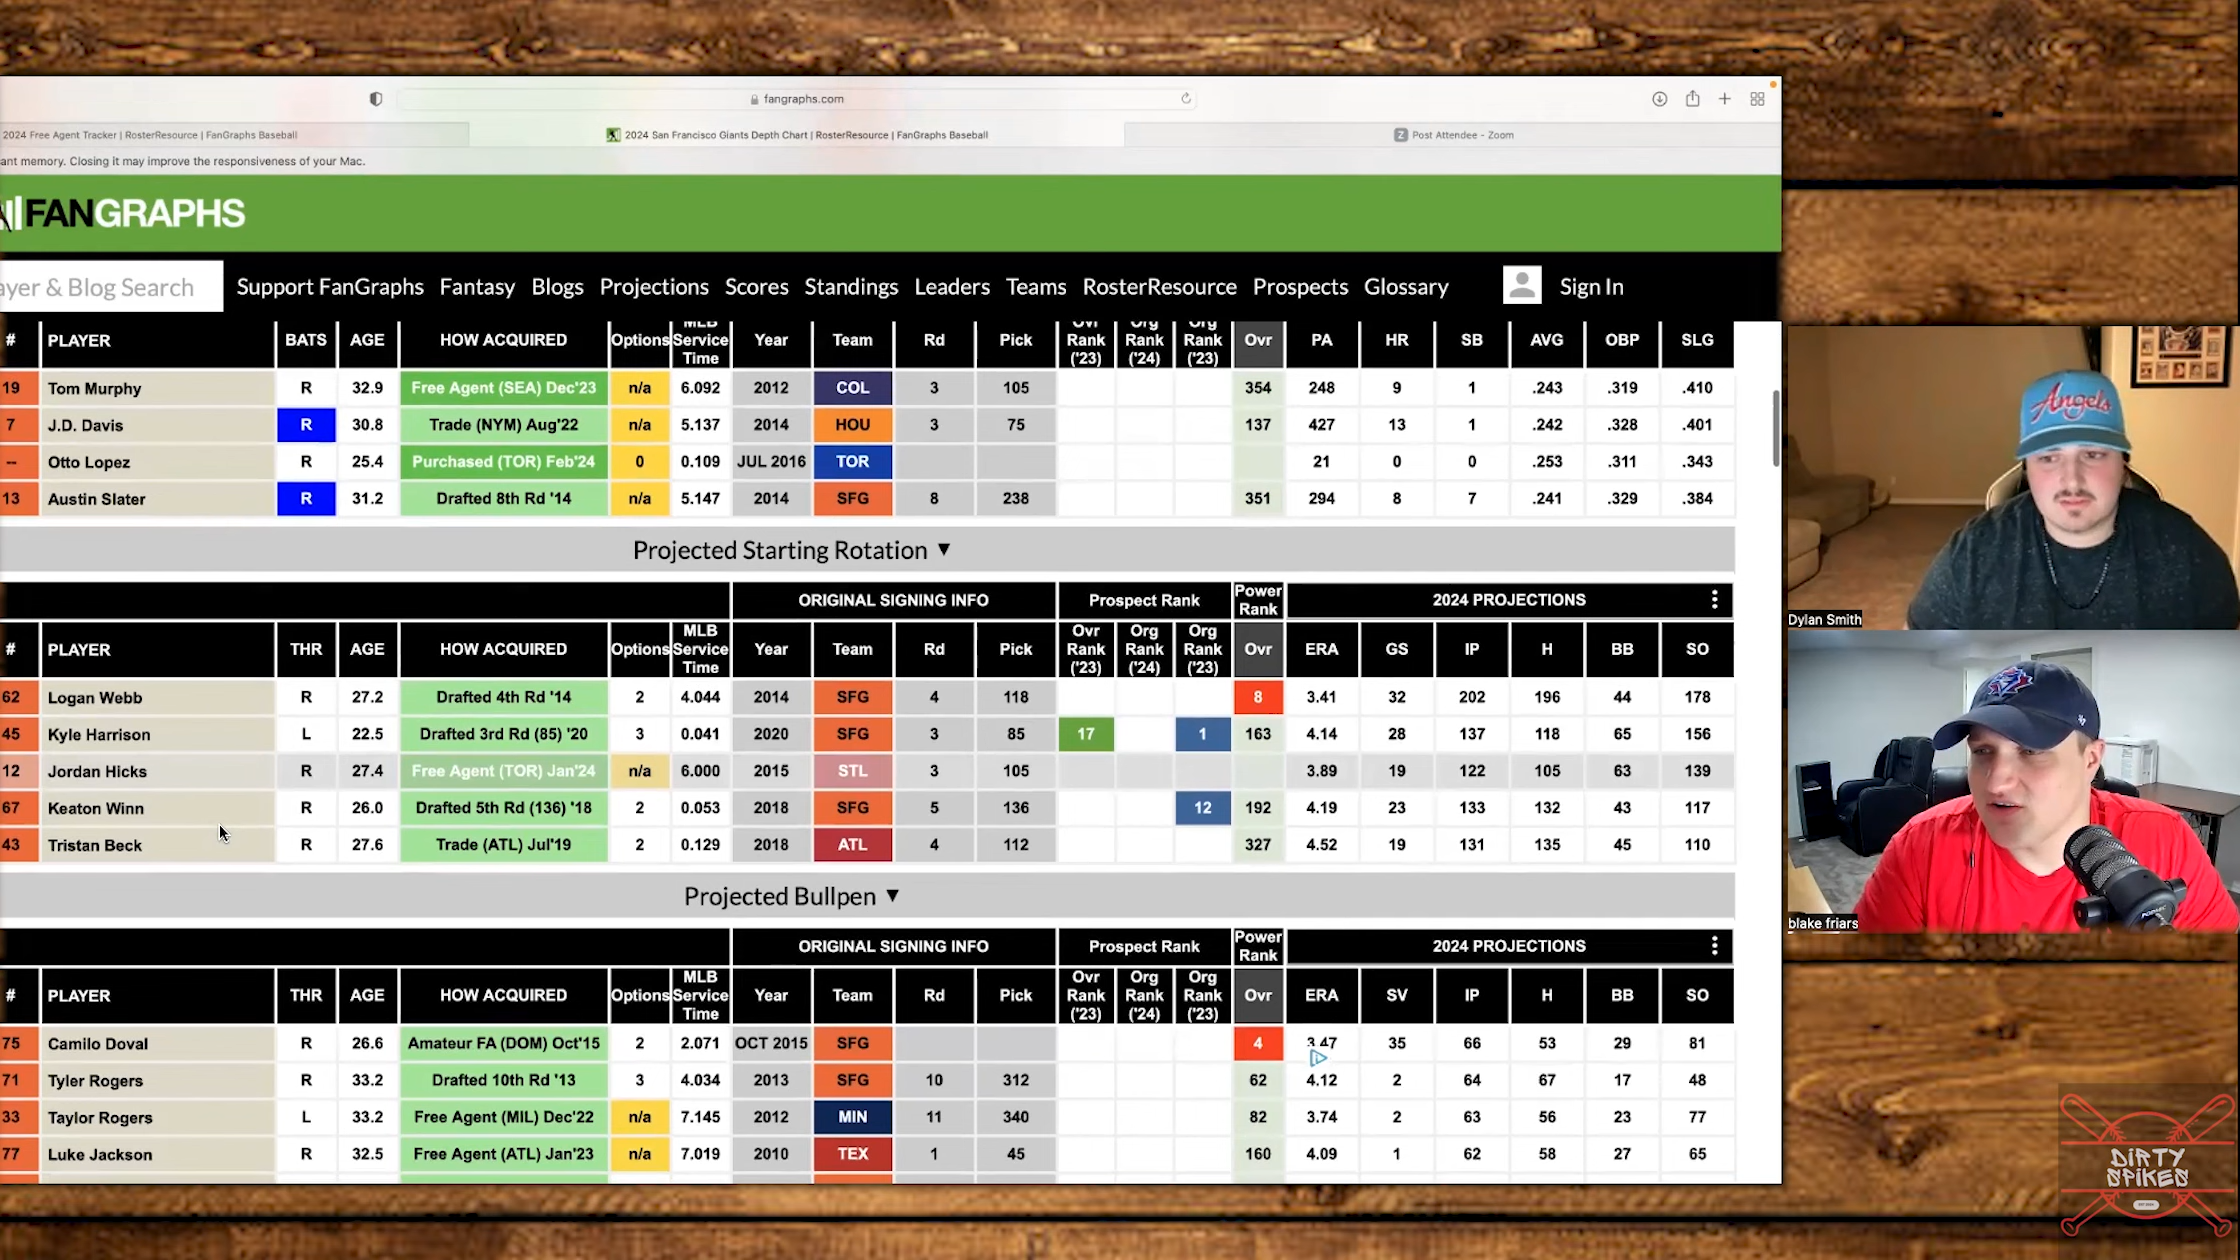 fangraphs.com
2024 Free Agent Tracker | RosterResource | FanGraphs Baseball
2024 San Francisco Giants Depth Chart | RosterResource | FanGraphs Baseball
Z Post Attendee - Zoom
ant memory. Closing it may improve the responsiveness of your Mac.
FANGRAPHS
ayer & Blog Search Support FanGraphs Fantasy Blogs Projections Scores Standings Leaders Teams RosterResource Prospects Glossary Sign In
# PLAYER BATS AGE HOW ACQUIRED Options MLB Service Time Year Team Rd Pick Ovr Rank ('23) Org Rank ('24) Org Rank ('23) Ovr PA HR SB AVG OBP SLG
19 Tom Murphy R 32.9 Free Agent (SEA) Dec'23 n/a 6.092 2012 COL 3 105 354 248 9 1 .243 .319 .410
7 J.D. Davis R 30.8 Trade (NYM) Aug'22 n/a 5.137 2014 HOU 3 75 137 427 13 1 .242 .328 .401
-- Otto Lopez R 25.4 Purchased (TOR) Feb'24 0 0.109 JUL 2016 TOR 21 0 0 .253 .311 .343
13 Austin Slater R 31.2 Drafted 8th Rd '14 n/a 5.147 2014 SFG 8 238 351 294 8 7 .241 .329 .384
Projected Starting Rotation ▼
ORIGINAL SIGNING INFO Prospect Rank Power Rank 2024 PROJECTIONS
# PLAYER THR AGE HOW ACQUIRED Options MLB Service Time Year Team Rd Pick Ovr Rank ('23) Org Rank ('24) Org Rank ('23) Ovr ERA GS IP H BB SO
62 Logan Webb R 27.2 Drafted 4th Rd '14 2 4.044 2014 SFG 4 118 8 3.41 32 202 196 44 178
45 Kyle Harrison L 22.5 Drafted 3rd Rd (85) '20 3 0.041 2020 SFG 3 85 17 1 163 4.14 28 137 118 65 156
12 Jordan Hicks R 27.4 Free Agent (TOR) Jan'24 n/a 6.000 2015 STL 3 105 3.89 19 122 105 63 139
67 Keaton Winn R 26.0 Drafted 5th Rd (136) '18 2 0.053 2018 SFG 5 136 12 192 4.19 23 133 132 43 117
43 Tristan Beck R 27.6 Trade (ATL) Jul'19 2 0.129 2018 ATL 4 112 327 4.52 19 131 135 45 110
Projected Bullpen ▼
ORIGINAL SIGNING INFO Prospect Rank Power Rank 2024 PROJECTIONS
# PLAYER THR AGE HOW ACQUIRED Options MLB Service Time Year Team Rd Pick Ovr Rank ('23) Org Rank ('24) Org Rank ('23) Ovr ERA SV IP H BB SO
75 Camilo Doval R 26.6 Amateur FA (DOM) Oct'15 2 2.071 OCT 2015 SFG 4 3.47 35 66 53 29 81
71 Tyler Rogers R 33.2 Drafted 10th Rd '13 3 4.034 2013 SFG 10 312 62 4.12 2 64 67 17 48
33 Taylor Rogers L 33.2 Free Agent (MIL) Dec'22 n/a 7.145 2012 MIN 11 340 82 3.74 2 63 56 23 77
77 Luke Jackson R 32.5 Free Agent (ATL) Jan'23 n/a 7.019 2010 TEX 1 45 160 4.09 1 62 58 27 65
Angels
Dylan Smith
blake friars
DIRTY
SPIKES